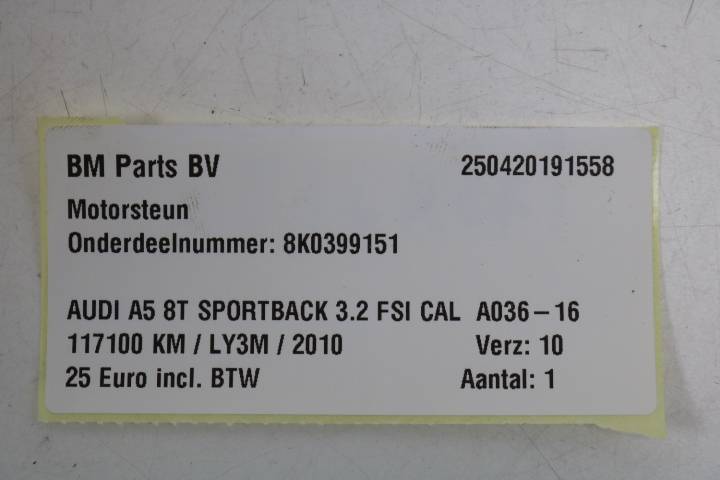 BM Parts BV 250420191558
Motorsteun
Onderdeelnummer: 8K0399151
AUDI A5 8T SPORTBACK 3.2 FSI CAL A036-16
117100 KM / LY3M / 2010 Verz: 10
25 Euro incl. BTW Aantal: 1